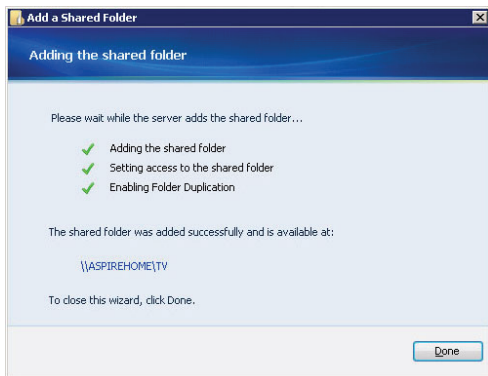 Add a Shared Folder
Adding the shared folder
Please wait while the server adds the shared folder...
Adding the shared folder
Setting access to the shared folder
Enabling Folder Duplication
The shared folder was added successfully and is available at:
\\ASPIREHOME\TV
To close this wizard, click Done.
Done